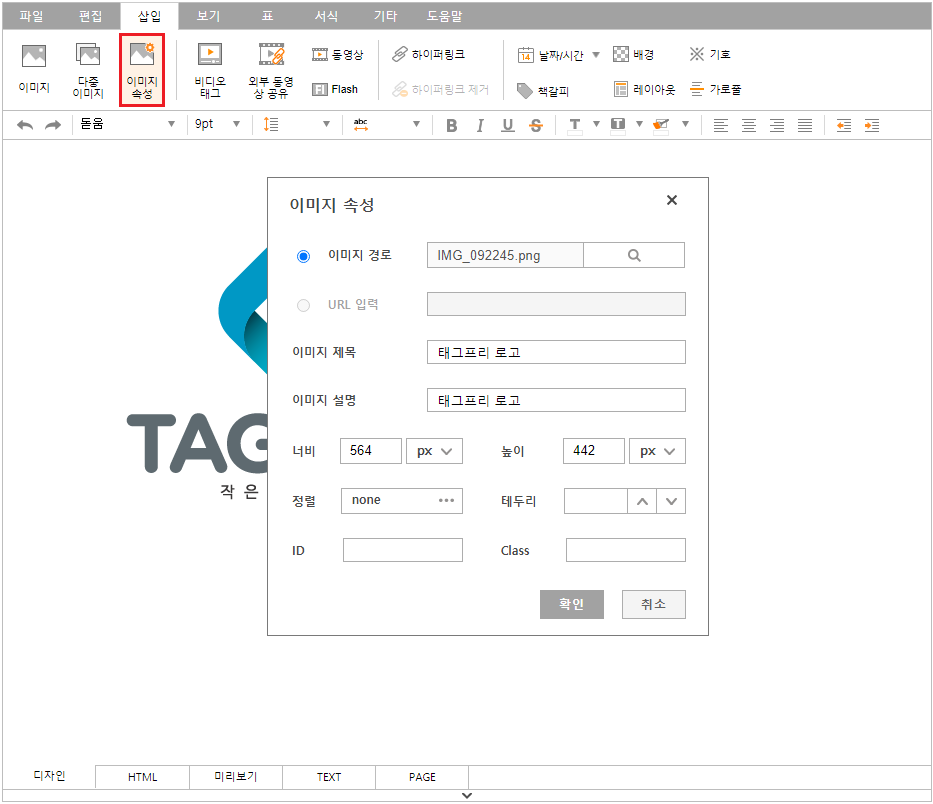 파일 편집 삽입 보기 표 서식 기타 도움말
이미지 다중 이미지 이미지 속성 비디오 태그 외부 동영상 공유 동영상 하이퍼링크 날짜/시간 배경 기호
Flash 하이퍼링크 제거 책갈피 레이아웃 가로줄
돋움 9pt abc B I U S T T
이미지 속성
이미지 경로 IMG_092245.png
URL 입력
이미지 제목 태그프리 로고
이미지 설명 태그프리 로고
너비 564 px 높이 442 px
정렬 none 테두리
ID Class
확인 취소
TAG
작 은
디자인 HTML 미리보기 TEXT PAGE